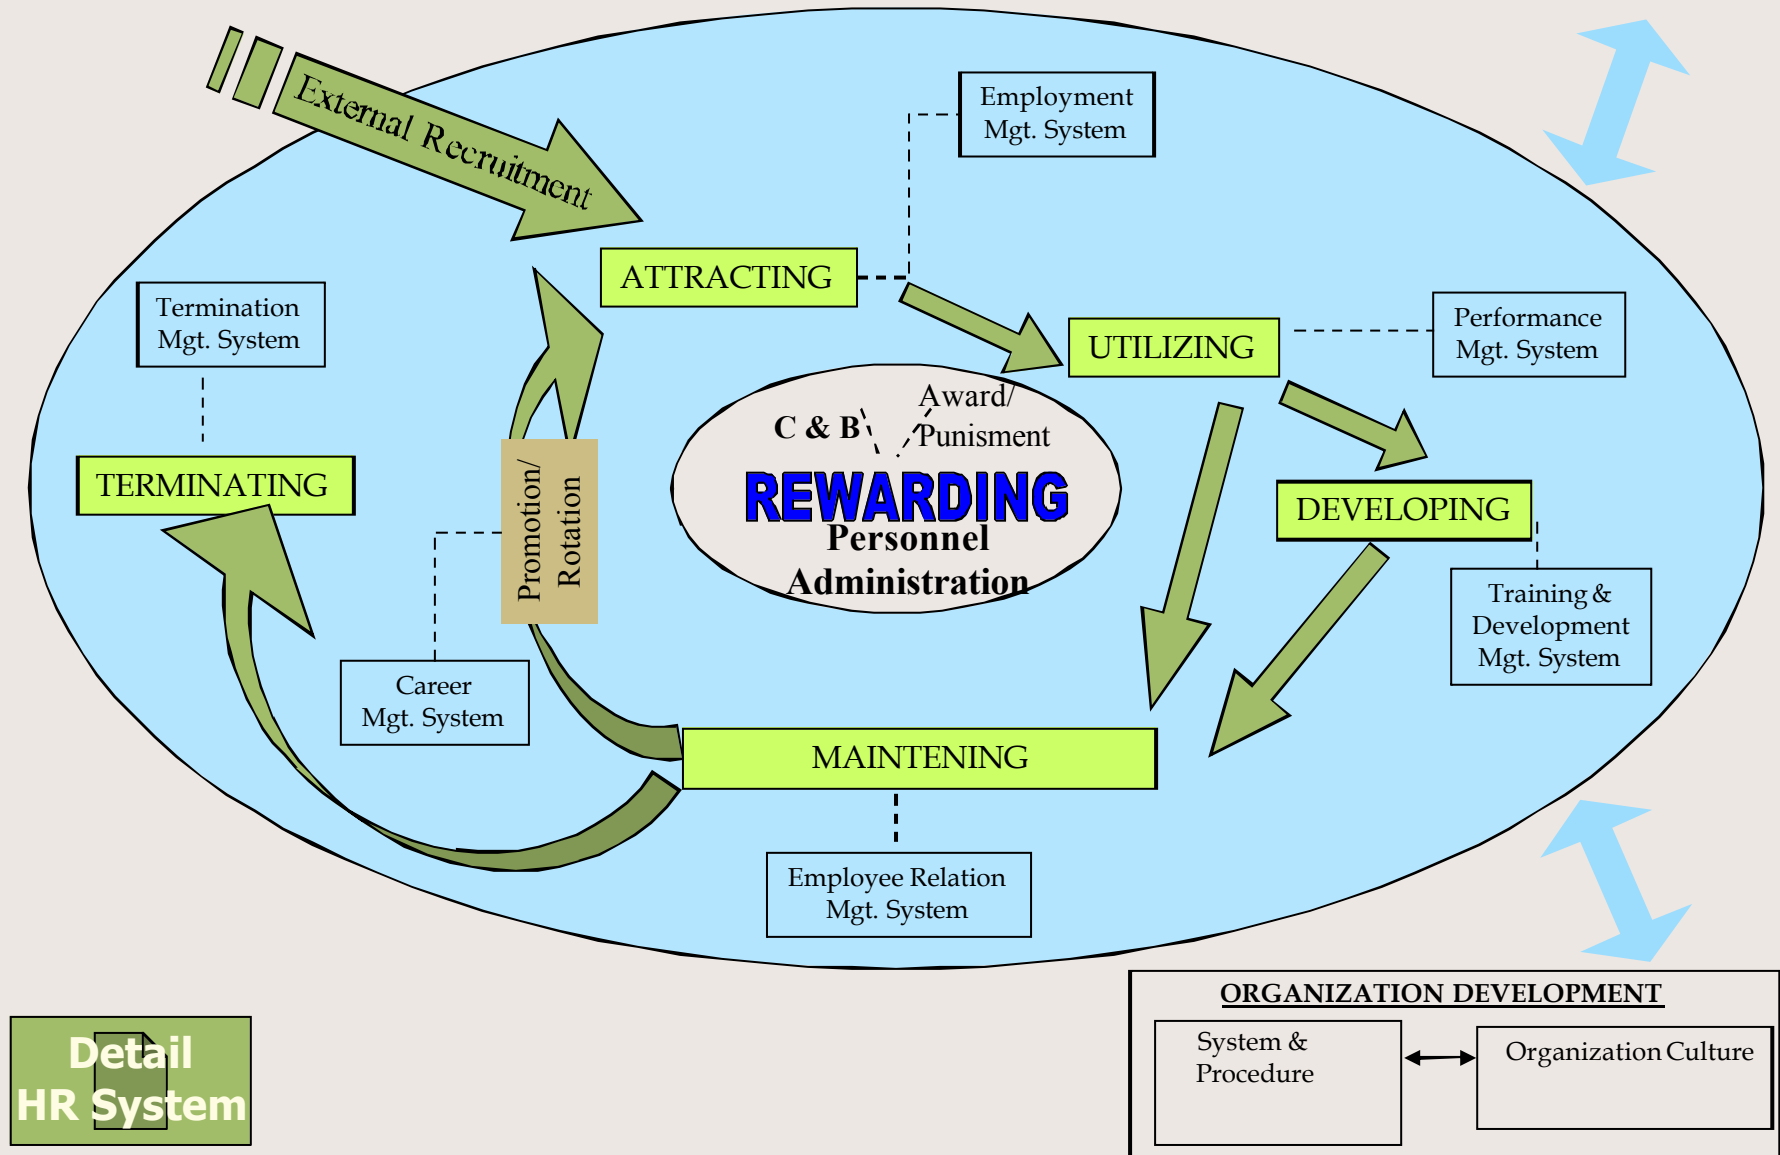 External Recruitment
Employment
Mgt. System
ATTRACTING
Termination
Mgt. System
UTILIZING
Performance
Mgt. System
C & B
Award/
Punisment
REWARDING
Personnel
Administration
TERMINATING
Promotion/
Rotation
DEVELOPING
Training &
Development
Mgt. System
Career
Mgt. System
MAINTENING
Employee Relation
Mgt. System
ORGANIZATION DEVELOPMENT
System &
Procedure
Organization Culture
Detail
HR System